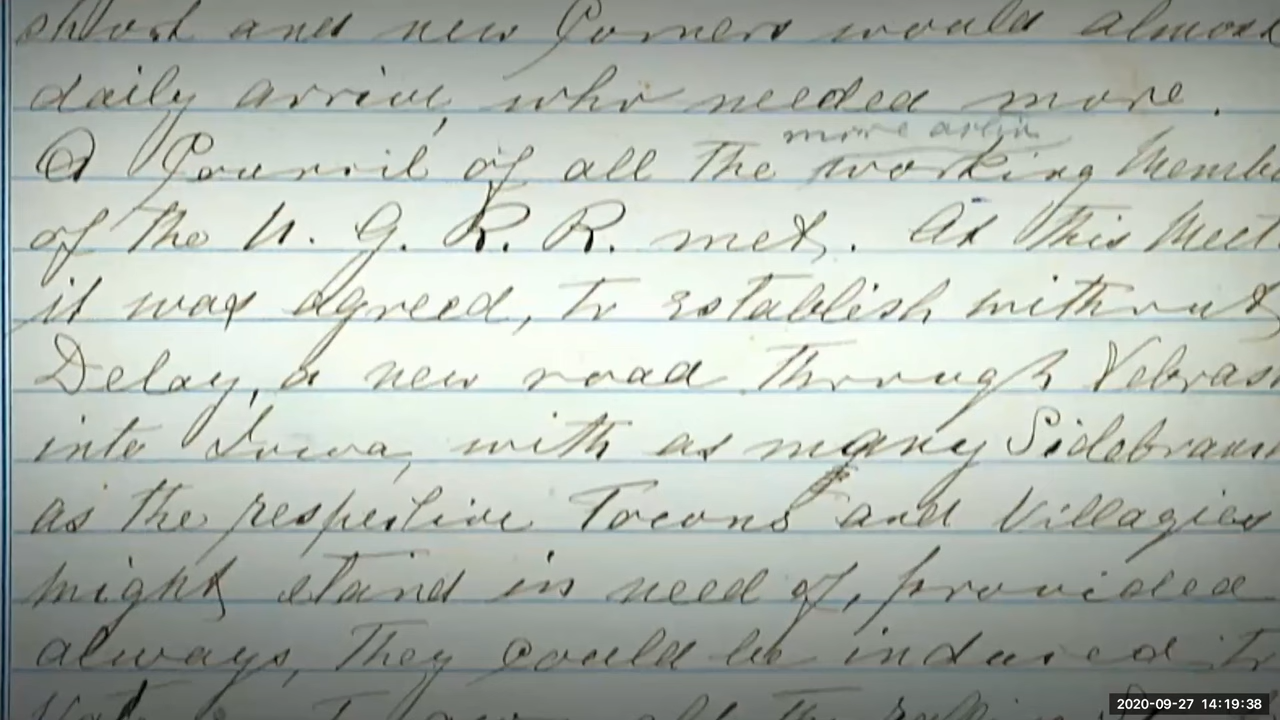 short and new Comers would almost
daily arrive, who needed more.
more active
A Council of all the working Memb
of the U. G. R. R. met. At this Meet
it was agreed, to establish without
Delay, a new road through Nebras
into Iowa, with as many Sidebran
as the respective Towns and Villagies
might stand in need of, provided
always, they could be induced to
2020-09-27 14:19:38